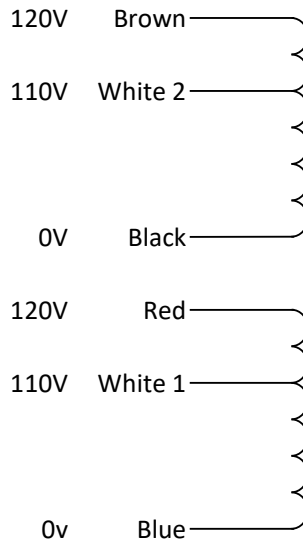 120V Brown
110V White 2
0V Black
120V Red
110V White 1
0v Blue